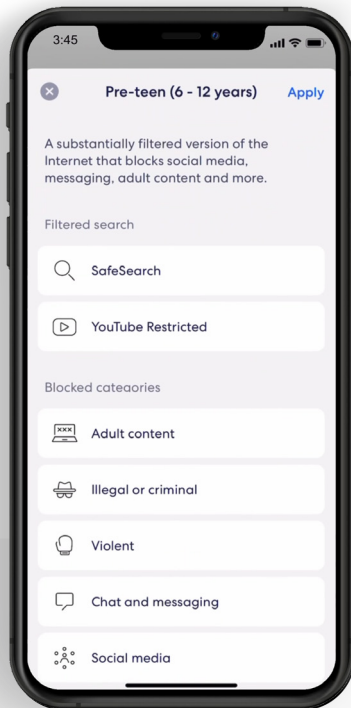 3:45
Pre-teen (6 - 12 years) Apply
A substantially filtered version of the
Internet that blocks social media,
messaging, adult content and more.
Filtered search
SafeSearch
YouTube Restricted
Blocked categories
XXX
Adult content
Illegal or criminal
Violent
Chat and messaging
Social media